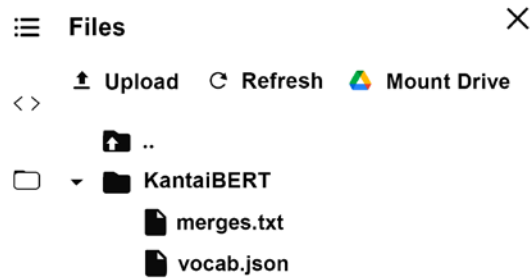 Files
Upload Refresh Mount Drive
..
KantaiBERT
merges.txt
vocab.json